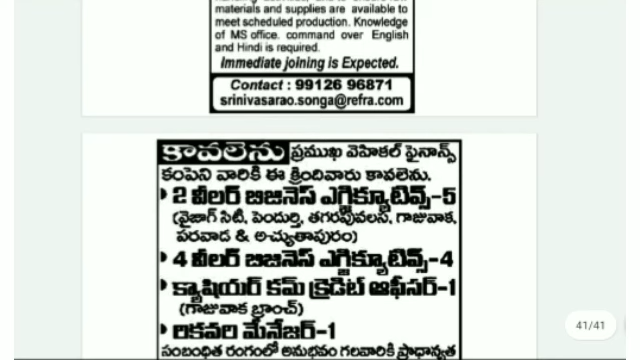 materials and supplies are available to
meet scheduled production. Knowledge
of MS office. command over English
and Hindi is required.
Immediate joining is Expected.
Contact : 99126 96871
srinivasarao.songa@refra.com
కావలెను ప్రముఖ వెహికల్ ఫైనాన్స్
కంపెని వారికి ఈ క్రిందివారు కావలెను.
2 వీలర్ బిజినెస్ ఎగ్జిక్యూటివ్స్-5
(వైజాగ్ సిటి, పెందుర్తి, తగరపువలస, గాజువాక,
పరవాడ & అచ్యుతాపురం)
4 వీలర్ బిజినెస్ ఎగ్జిక్యూటివ్స్-4
క్యాషియర్ కమ్ క్రెడిట్ ఆఫీసర్-1
(గాజువాక బ్రాంచ్)
రికవరి మేనేజర్-1
సంబంధిత రంగంలో అనుభవం గలవారికి ప్రాధాన్యత
41/41